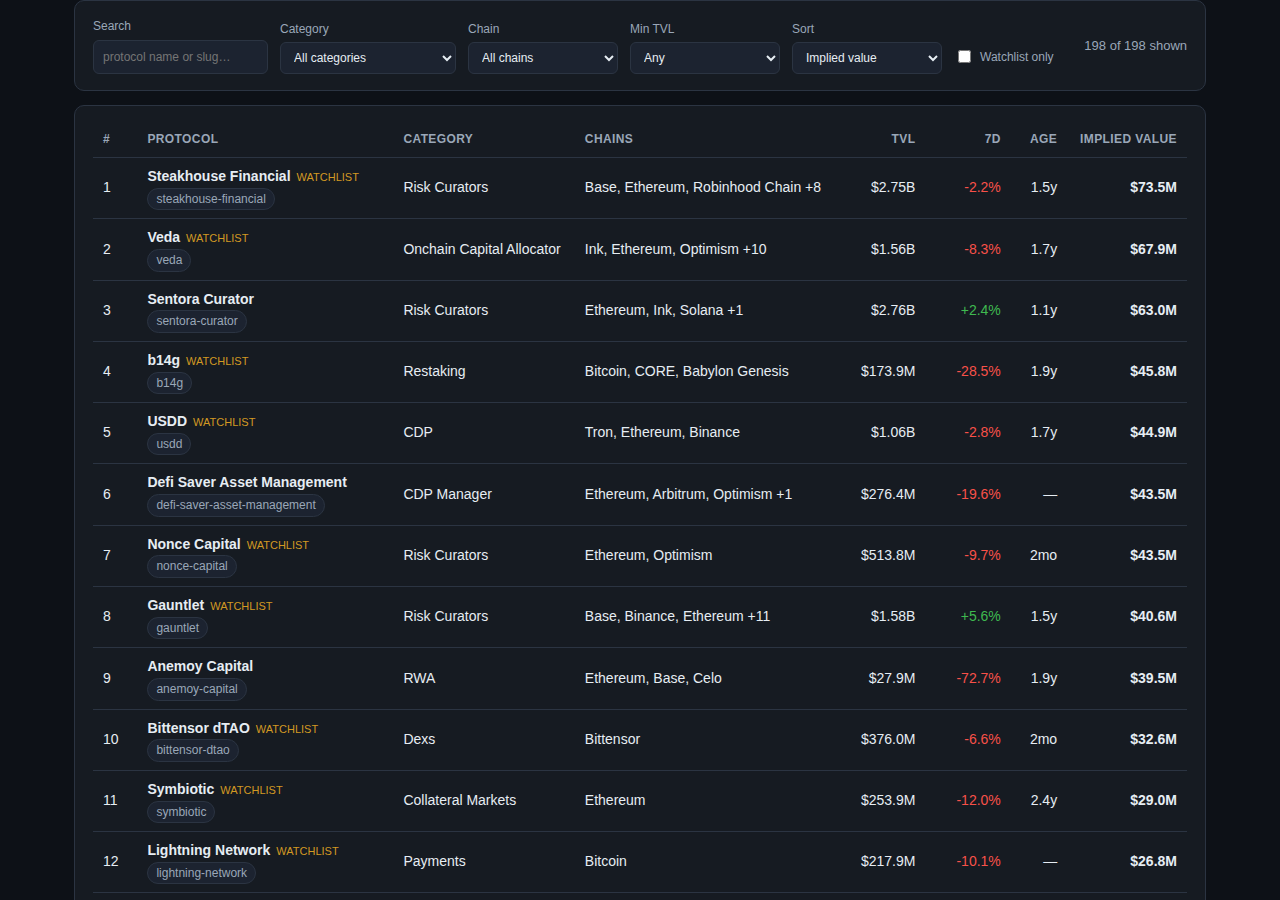 Search
Category
Chain
Min TVL
Sort
protocol name or slug…
All categories
All chains
Any
Implied value
Watchlist only
198 of 198 shown
# PROTOCOL CATEGORY CHAINS TVL 7D AGE IMPLIED VALUE
1 Steakhouse Financial WATCHLIST Risk Curators Base, Ethereum, Robinhood Chain +8 $2.75B -2.2% 1.5y $73.5M
steakhouse-financial
2 Veda WATCHLIST Onchain Capital Allocator Ink, Ethereum, Optimism +10 $1.56B -8.3% 1.7y $67.9M
veda
3 Sentora Curator Risk Curators Ethereum, Ink, Solana +1 $2.76B +2.4% 1.1y $63.0M
sentora-curator
4 b14g WATCHLIST Restaking Bitcoin, CORE, Babylon Genesis $173.9M -28.5% 1.9y $45.8M
b14g
5 USDD WATCHLIST CDP Tron, Ethereum, Binance $1.06B -2.8% 1.7y $44.9M
usdd
6 Defi Saver Asset Management CDP Manager Ethereum, Arbitrum, Optimism +1 $276.4M -19.6% — $43.5M
defi-saver-asset-management
7 Nonce Capital WATCHLIST Risk Curators Ethereum, Optimism $513.8M -9.7% 2mo $43.5M
nonce-capital
8 Gauntlet WATCHLIST Risk Curators Base, Binance, Ethereum +11 $1.58B +5.6% 1.5y $40.6M
gauntlet
9 Anemoy Capital RWA Ethereum, Base, Celo $27.9M -72.7% 1.9y $39.5M
anemoy-capital
10 Bittensor dTAO WATCHLIST Dexs Bittensor $376.0M -6.6% 2mo $32.6M
bittensor-dtao
11 Symbiotic WATCHLIST Collateral Markets Ethereum $253.9M -12.0% 2.4y $29.0M
symbiotic
12 Lightning Network WATCHLIST Payments Bitcoin $217.9M -10.1% — $26.8M
lightning-network